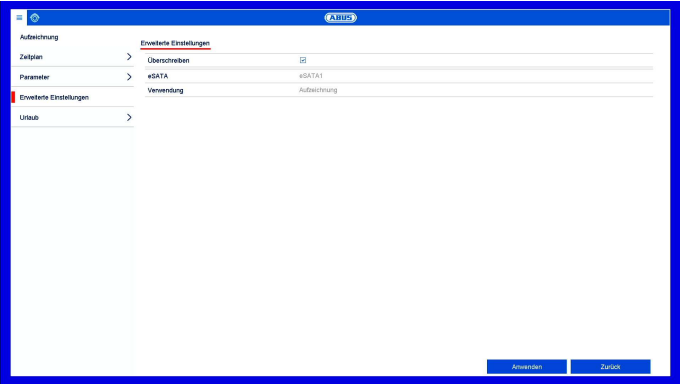 ABUS
Aufzeichnung
Zeitplan
Parameter
Erweiterte Einstellungen
Urlaub
Erweiterte Einstellungen
Überschreiben
eSATA eSATA1
Verwendung Aufzeichnung
Anwenden Zurück